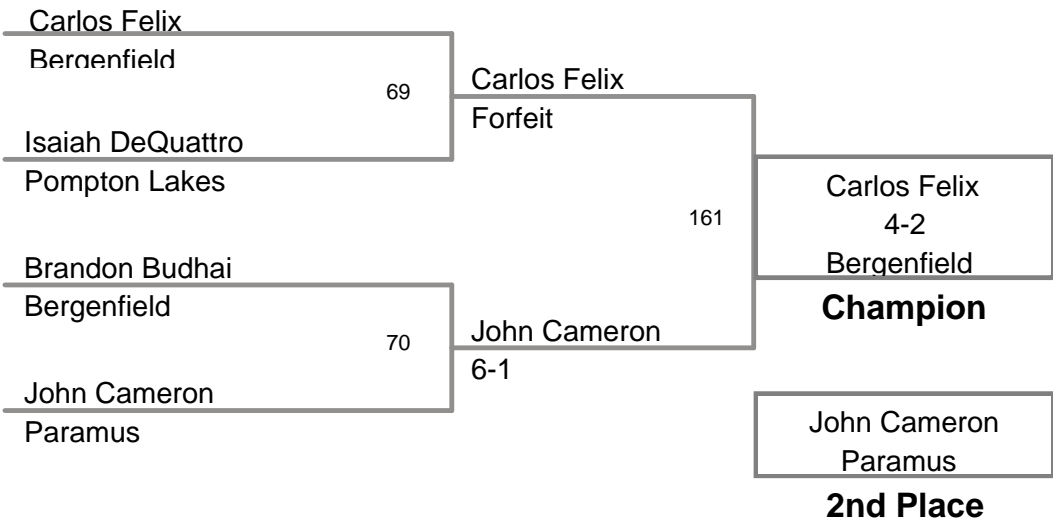 Carlos Felix
Bergenfield
69
Carlos Felix
Forfeit
Isaiah DeQuattro
Pompton Lakes
161
Carlos Felix
4-2
Bergenfield
Champion
Brandon Budhai
Bergenfield
70
John Cameron
6-1
John Cameron
Paramus
John Cameron
Paramus
2nd Place